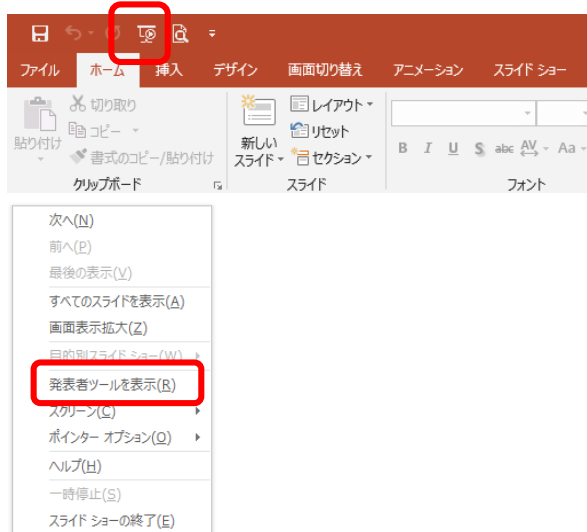 ファイル ホーム 挿入 デザイン 画面切り替え アニメーション スライド ショー
貼り付け
切り取り
コピー
書式のコピー/貼り付け
クリップボード
新しい
スライド
レイアウト
リセット
セクション
スライド
B I U S abc AV Aa
フォント
次へ(N)
前へ(P)
最後の表示(V)
すべてのスライドを表示(A)
画面表示拡大(Z)
目的別スライド ショー(W)
発表者ツールを表示(R)
スクリーン(C)
ポインター オプション(O)
ヘルプ(H)
一時停止(S)
スライド ショーの終了(E)